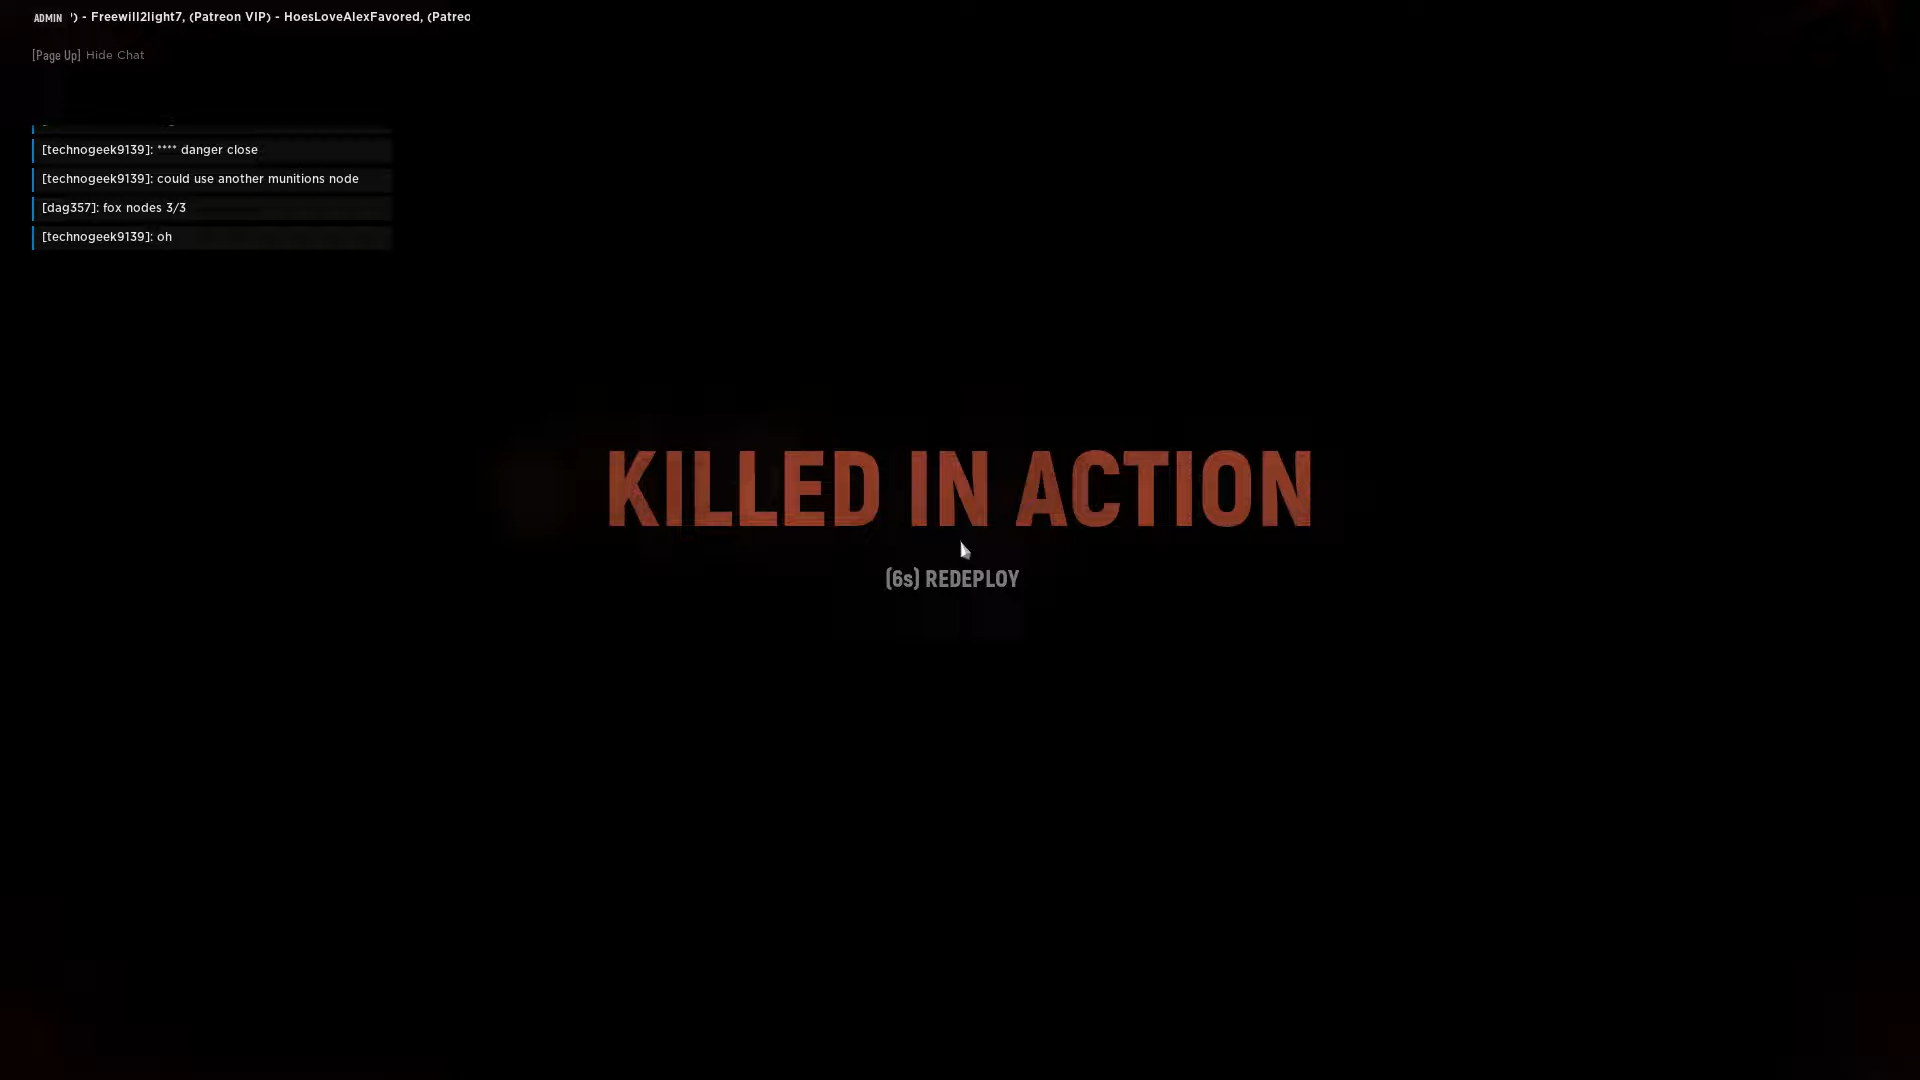 ADMIN ') - Freewill2light7, (Patreon VIP) - HoesLoveAlexFavored, (Patreo
[Page Up] Hide Chat
[technogeek9139]: **** danger close
[technogeek9139]: could use another munitions node
[dag357]: fox nodes 3/3
[technogeek9139]: oh
KILLED IN ACTION
(6s) REDEPLOY